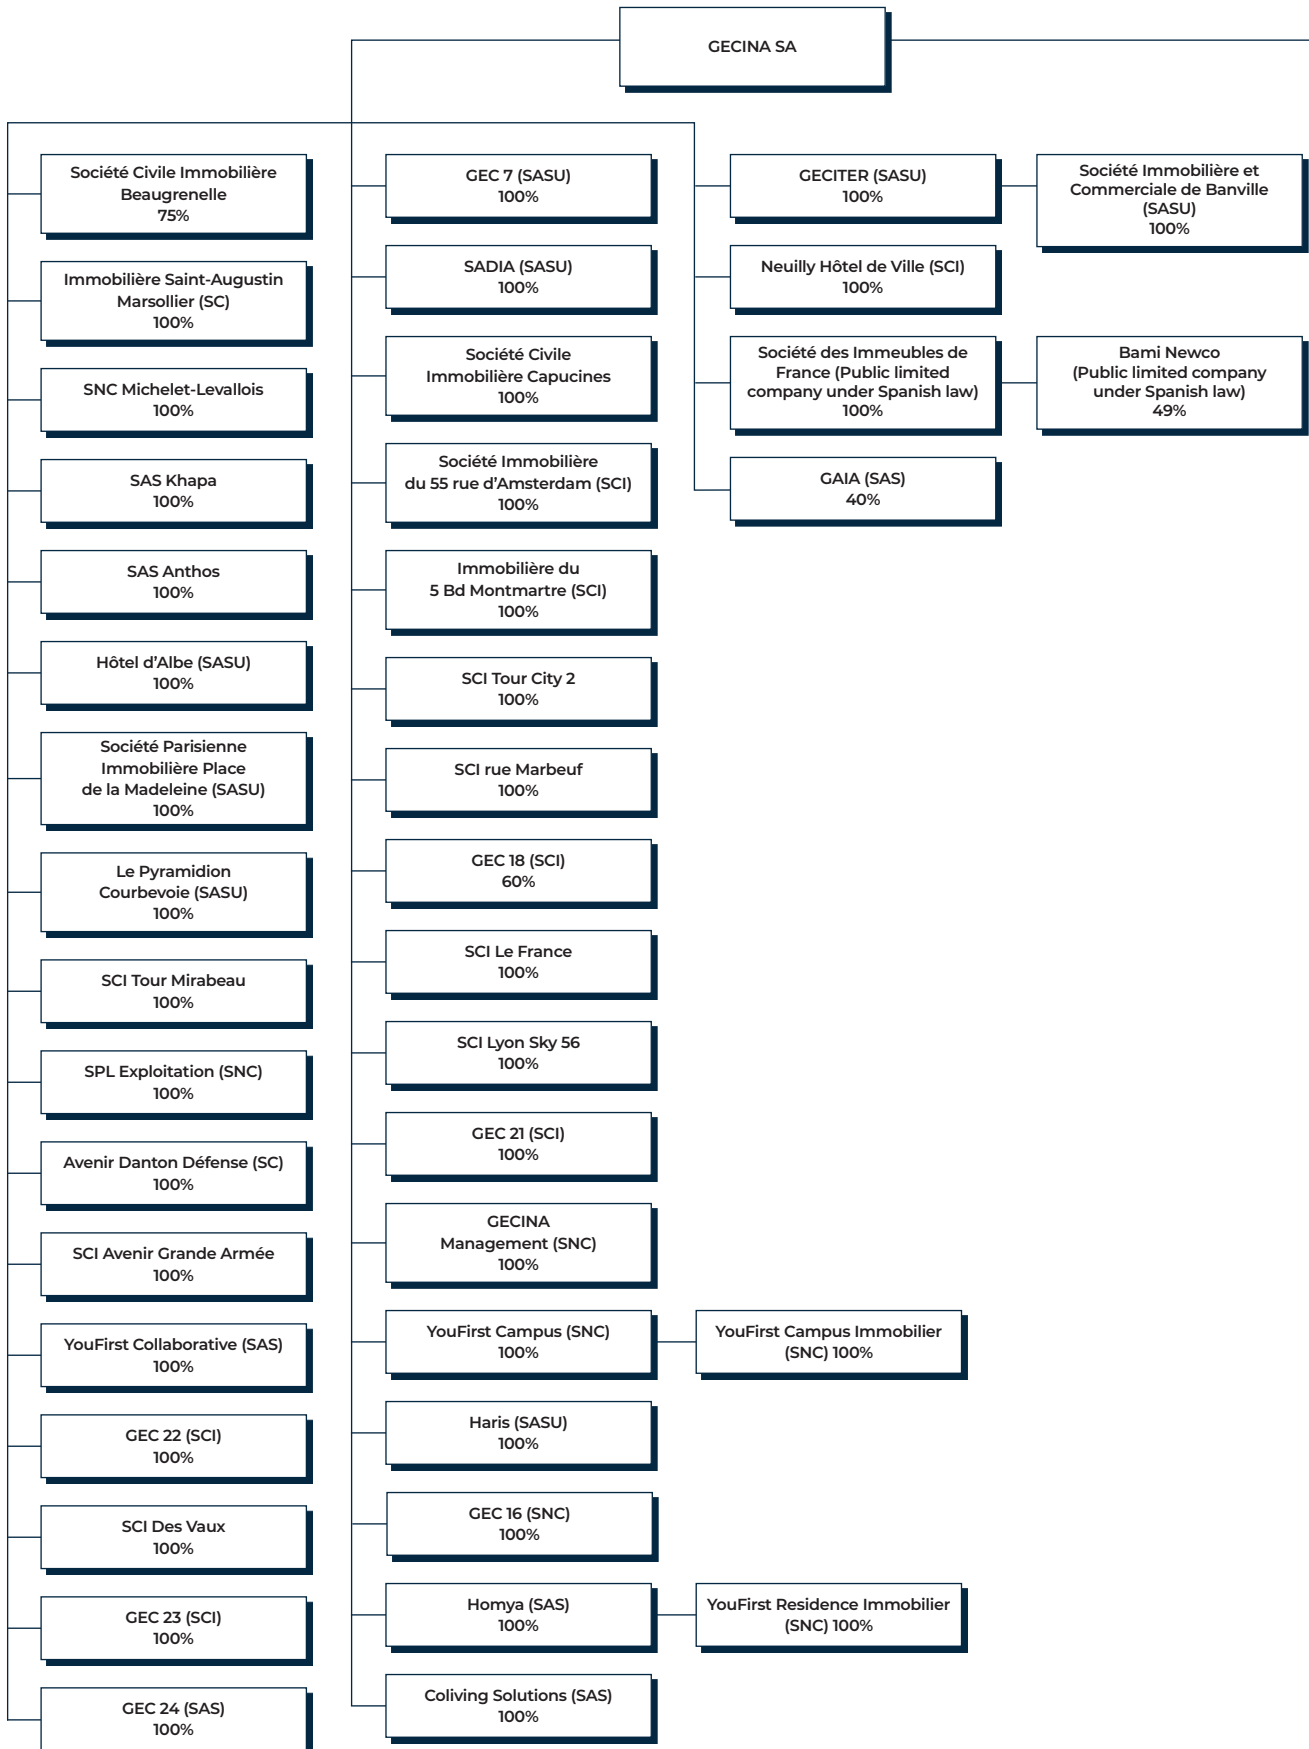 GECINA SA
Société Civile Immobilière
Beaugrenelle
75%
Immobilière Saint-Augustin
Marsollier (SC)
100%
SNC Michelet-Levallois
100%
SAS Khapa
100%
SAS Anthos
100%
Hôtel d’Albe (SASU)
100%
Société Parisienne
Immobilière Place
de la Madeleine (SASU)
100%
Le Pyramidion
Courbevoie (SASU)
100%
SCI Tour Mirabeau
100%
SPL Exploitation (SNC)
100%
Avenir Danton Défense (SC)
100%
SCI Avenir Grande Armée
100%
YouFirst Collaborative (SAS)
100%
GEC 22 (SCI)
100%
SCI Des Vaux
100%
GEC 23 (SCI)
100%
GEC 24 (SAS)
100%
GEC 7 (SASU)
100%
SADIA (SASU)
100%
Société Civile
Immobilière Capucines
100%
Société Immobilière
du 55 rue d’Amsterdam (SCI)
100%
Immobilière du
5 Bd Montmartre (SCI)
100%
SCI Tour City 2
100%
SCI rue Marbeuf
100%
GEC 18 (SCI)
60%
SCI Le France
100%
SCI Lyon Sky 56
100%
GEC 21 (SCI)
100%
GECINA
Management (SNC)
100%
YouFirst Campus (SNC)
100%
YouFirst Campus Immobilier
(SNC) 100%
Haris (SASU)
100%
GEC 16 (SNC)
100%
Homya (SAS)
100%
YouFirst Residence Immobilier
(SNC) 100%
Coliving Solutions (SAS)
100%
GECITER (SASU)
100%
Société Immobilière et
Commerciale de Banville
(SASU)
100%
Neuilly Hôtel de Ville (SCI)
100%
Société des Immeubles de
France (Public limited
company under Spanish law)
100%
Bami Newco
(Public limited company
under Spanish law)
49%
GAIA (SAS)
40%